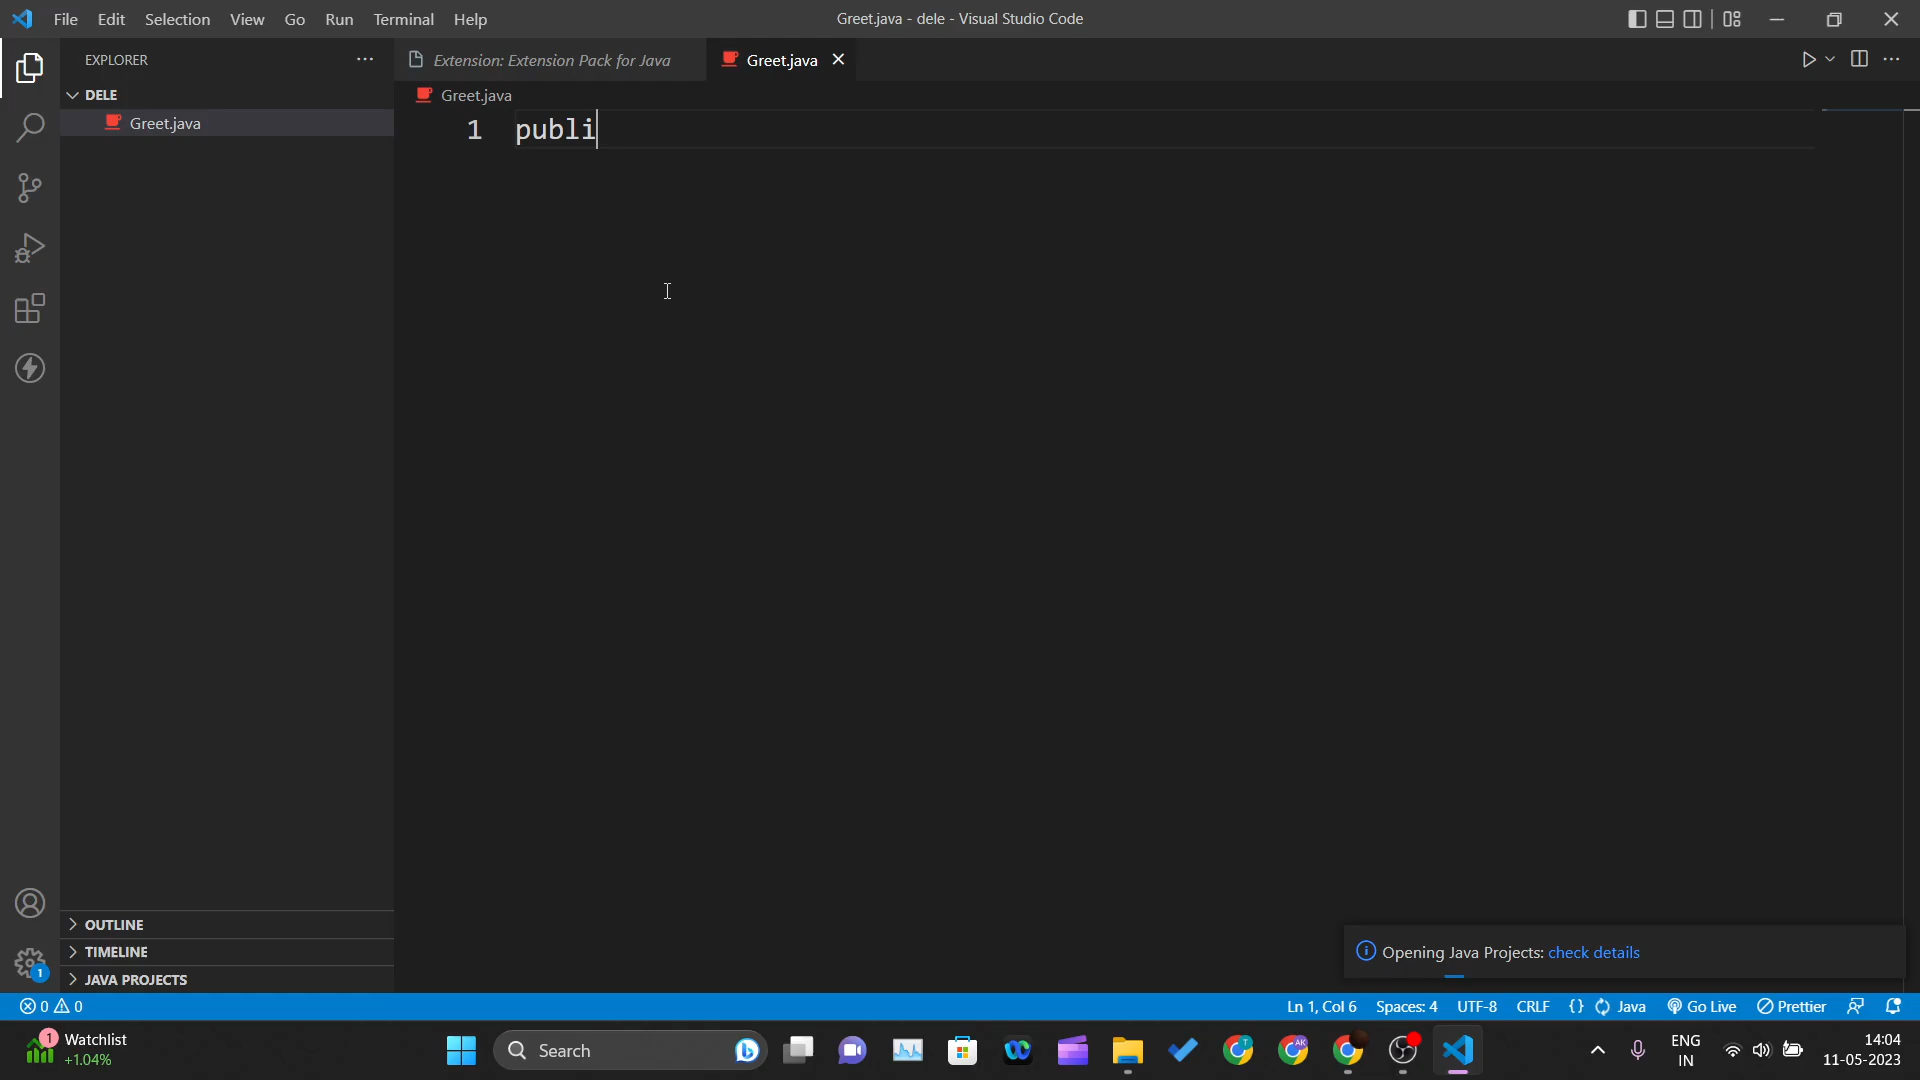 File Edit Selection View Go Run Terminal Help
Greet.java - dele - Visual Studio Code
EXPLORER
Extension: Extension Pack for Java
Greet.java
DELE
Greet.java
Greet.java
1 publi
OUTLINE
TIMELINE
JAVA PROJECTS
1
Opening Java Projects: check details
0 0
Ln 1, Col 6 Spaces: 4 UTF-8 CRLF {} Java Go Live Prettier
1
Watchlist
+1.04%
Search
T
AK
ENG
IN
14:04
11-05-2023